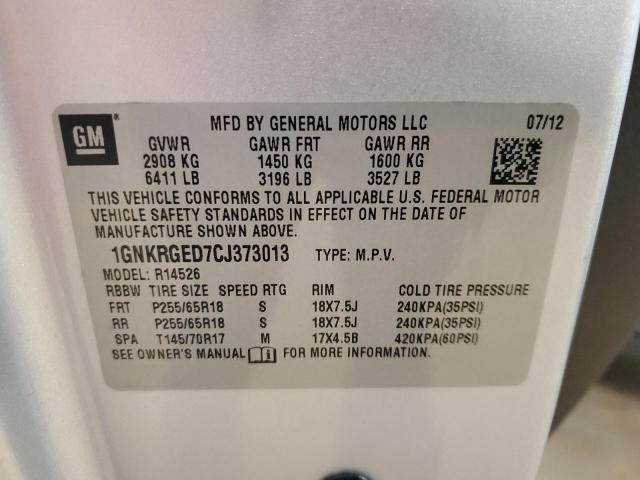 GM
MFD BY GENERAL MOTORS LLC 07/12
GVWR GAWR FRT GAWR RR
2908 KG 1450 KG 1600 KG
6411 LB 3196 LB 3527 LB
THIS VEHICLE CONFORMS TO ALL APPLICABLE U.S. FEDERAL MOTOR
VEHICLE SAFETY STANDARDS IN EFFECT ON THE DATE OF
MANUFACTURE SHOWN ABOVE.
1GNKRGED7CJ373013 TYPE: M.P.V.
MODEL: R14526
RBBW TIRE SIZE SPEED RTG RIM COLD TIRE PRESSURE
FRT P255/65R18 S 18X7.5J 240KPA(35PSI)
RR P255/65R18 S 18X7.5J 240KPA(35PSI)
SPA T145/70R17 M 17X4.5B 420KPA(60PSI)
SEE OWNER'S MANUAL FOR MORE INFORMATION.